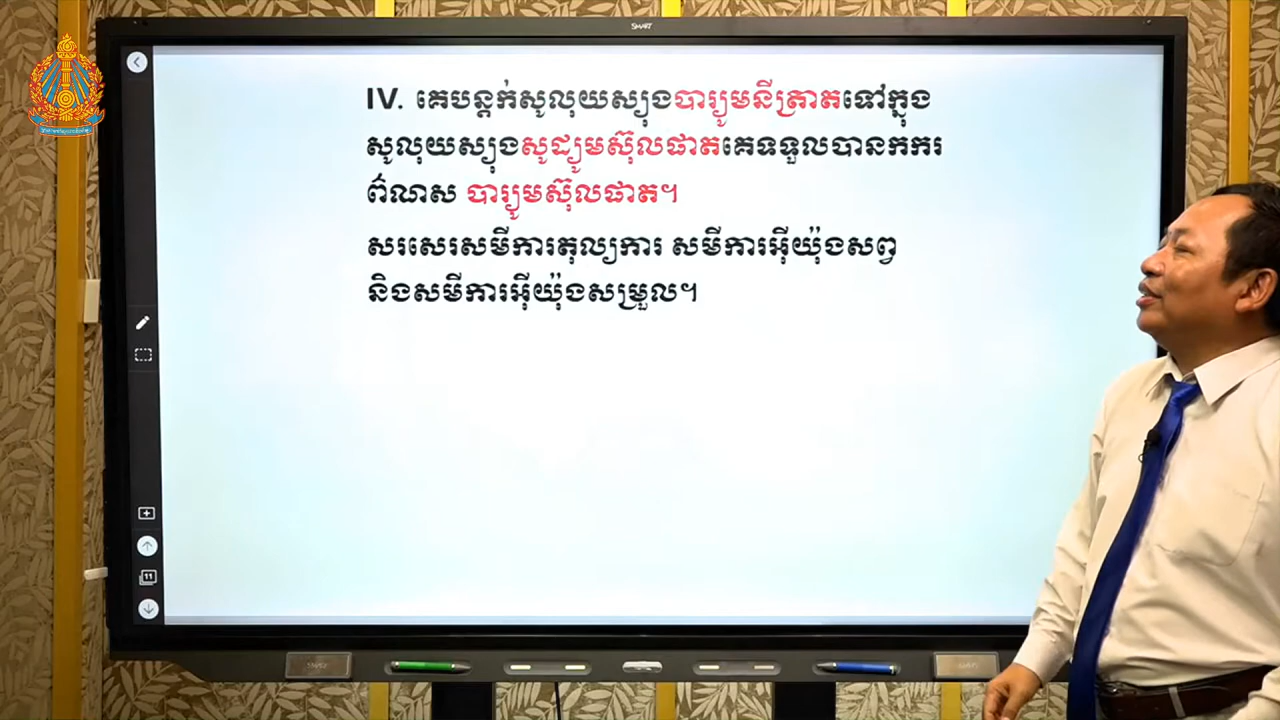 SMART
IV. គេបន្តក់សូលុយស្យុងបារ្យូមនីត្រាតទៅក្នុង
សូលុយស្យុងសូដ្យូមស៊ុលផាតគេទទួលបានកករ
ព៌ណស បារ្យូមស៊ុលផាត។
សរសេរសមីការតុល្យការ សមីការអ៊ីយ៉ុងសព្វ
និងសមីការអ៊ីយ៉ុងសម្រួល។
11
SMART
SMART